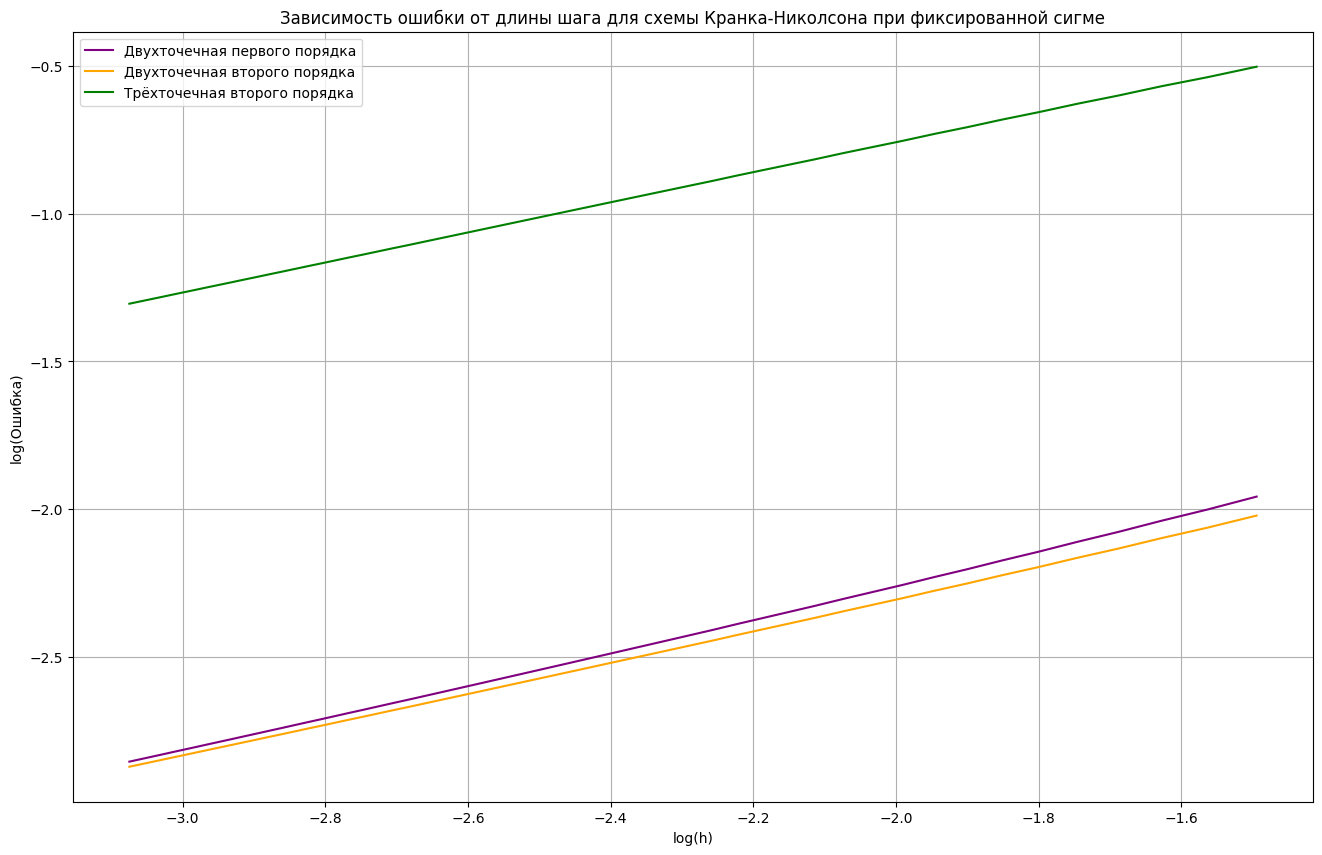 Зависимость ошибки от длины шага для схемы Кранка-Николсона при фиксированной сигме
Двухточечная первого порядка
Двухточечная второго порядка
Трёхточечная второго порядка
−0.5
−1.0
−1.5
−2.0
−2.5
log(Ошибка)
−3.0 −2.8 −2.6 −2.4 −2.2 −2.0 −1.8 −1.6
log(h)